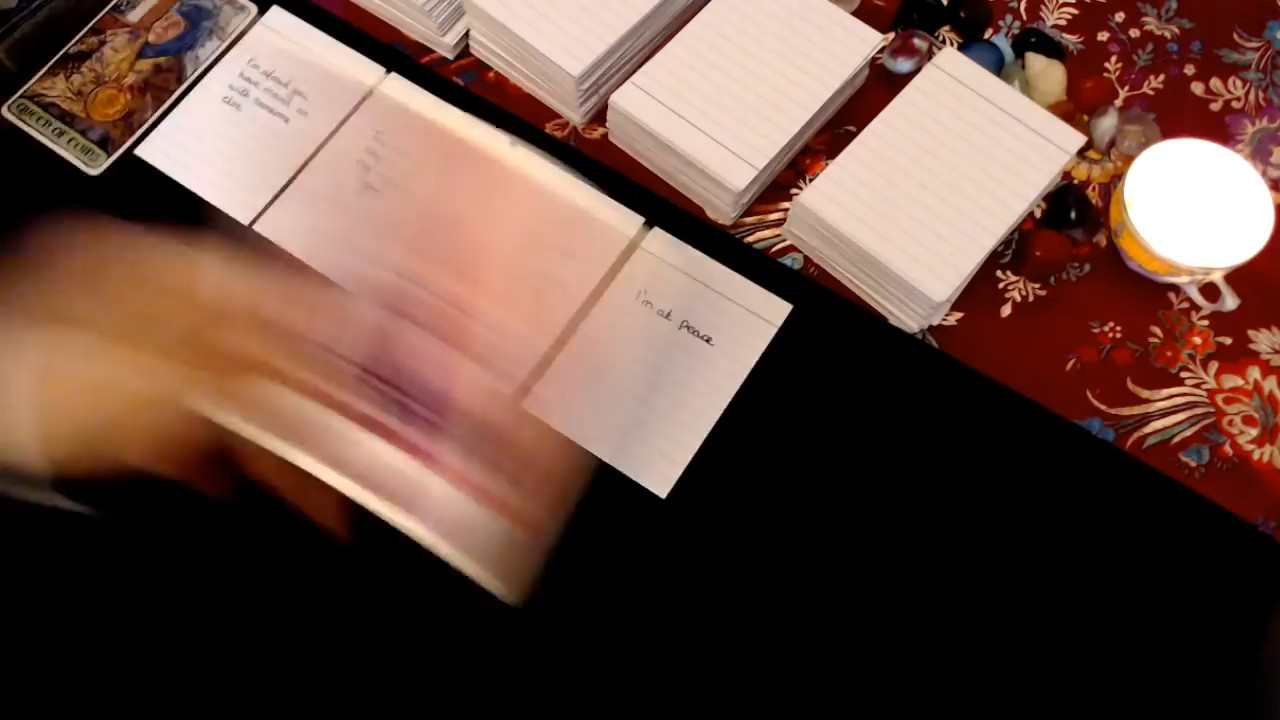 QUEEN OF COINS
I'm afraid you
have moved on
with someone
else
I'm at peace